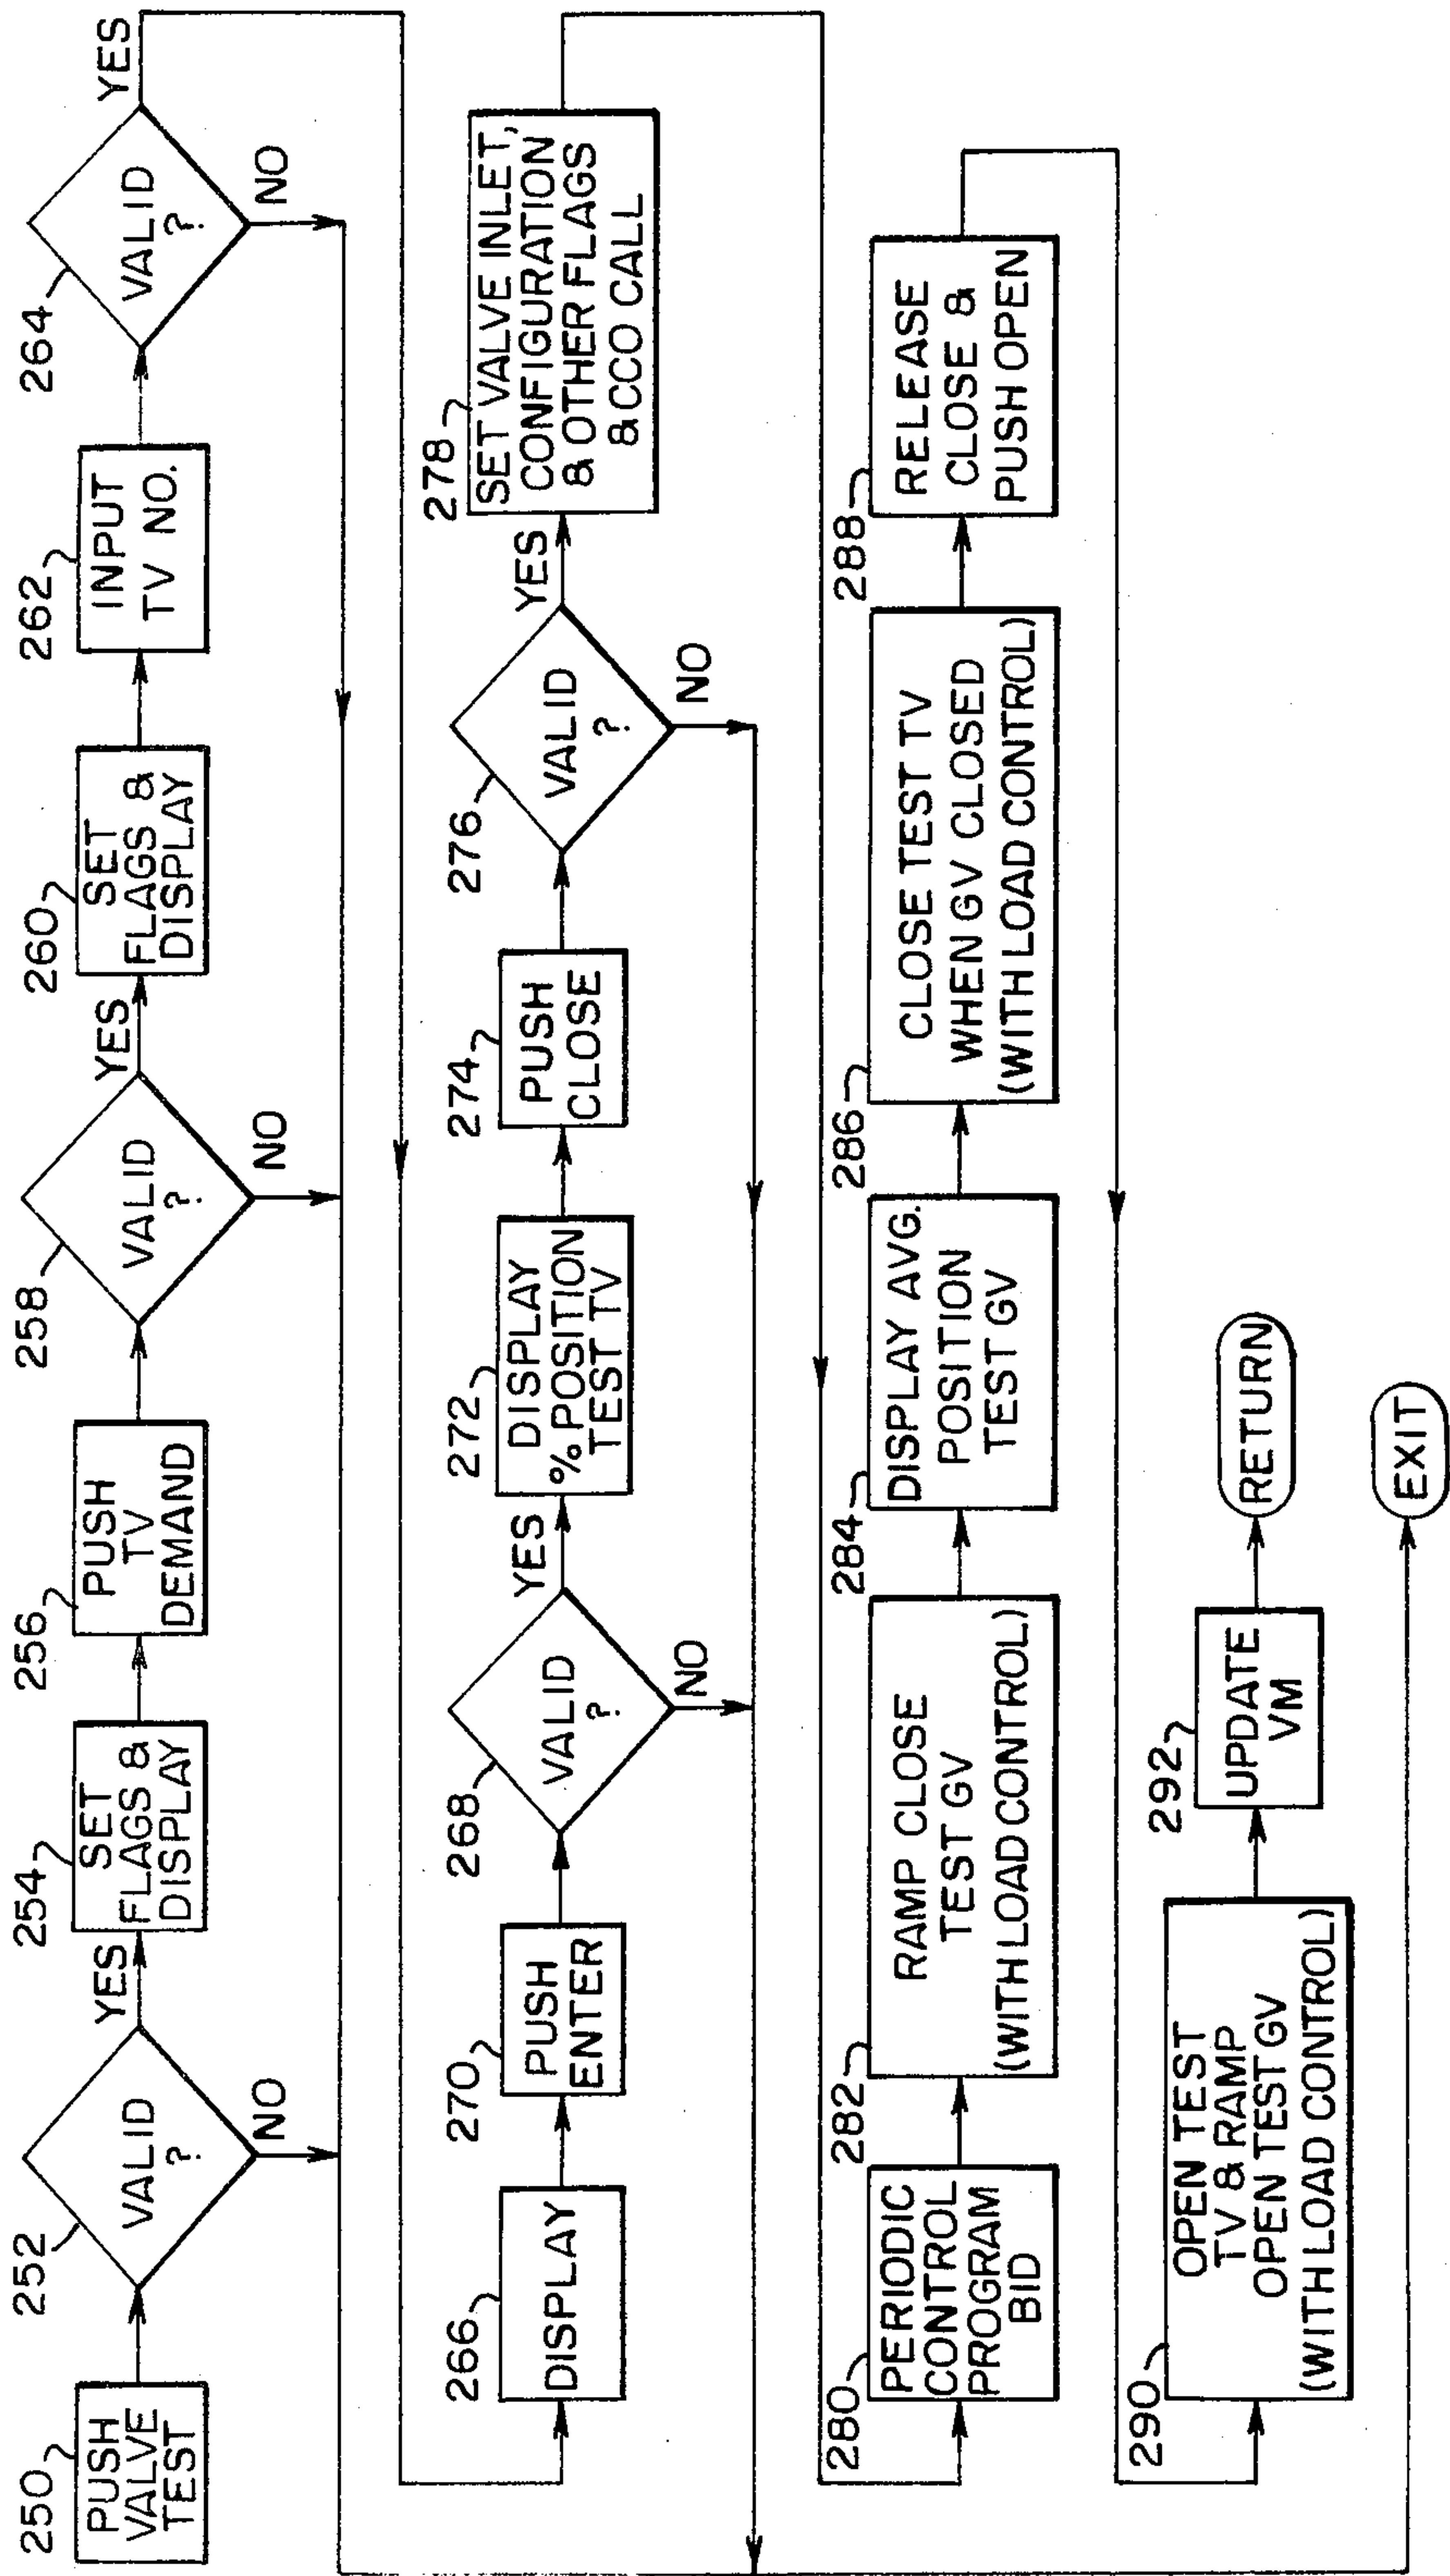 250
PUSH
VALVE
TEST
252
VALID
?
YES
NO
254
SET
FLAGS &
DISPLAY
256
PUSH
TV
DEMAND
258
VALID
?
YES
NO
260
SET
FLAGS &
DISPLAY
262
INPUT
TV NO.
264
VALID
?
YES
NO
266
DISPLAY
270
PUSH
ENTER
268
VALID
?
YES
NO
272
DISPLAY
% POSITION
TEST TV
274
PUSH
CLOSE
276
VALID
?
YES
NO
278
SET VALVE INLET,
CONFIGURATION
& OTHER FLAGS
& CCO CALL
280
PERIODIC
CONTROL
PROGRAM
BID
282
RAMP CLOSE
TEST GV
(WITH LOAD CONTROL)
284
DISPLAY AVG.
POSITION
TEST GV
286
CLOSE TEST TV
WHEN GV CLOSED
(WITH LOAD CONTROL)
288
RELEASE
CLOSE &
PUSH OPEN
290
OPEN TEST
TV & RAMP
OPEN TEST GV
(WITH LOAD CONTROL)
292
UPDATE
VM
RETURN
EXIT